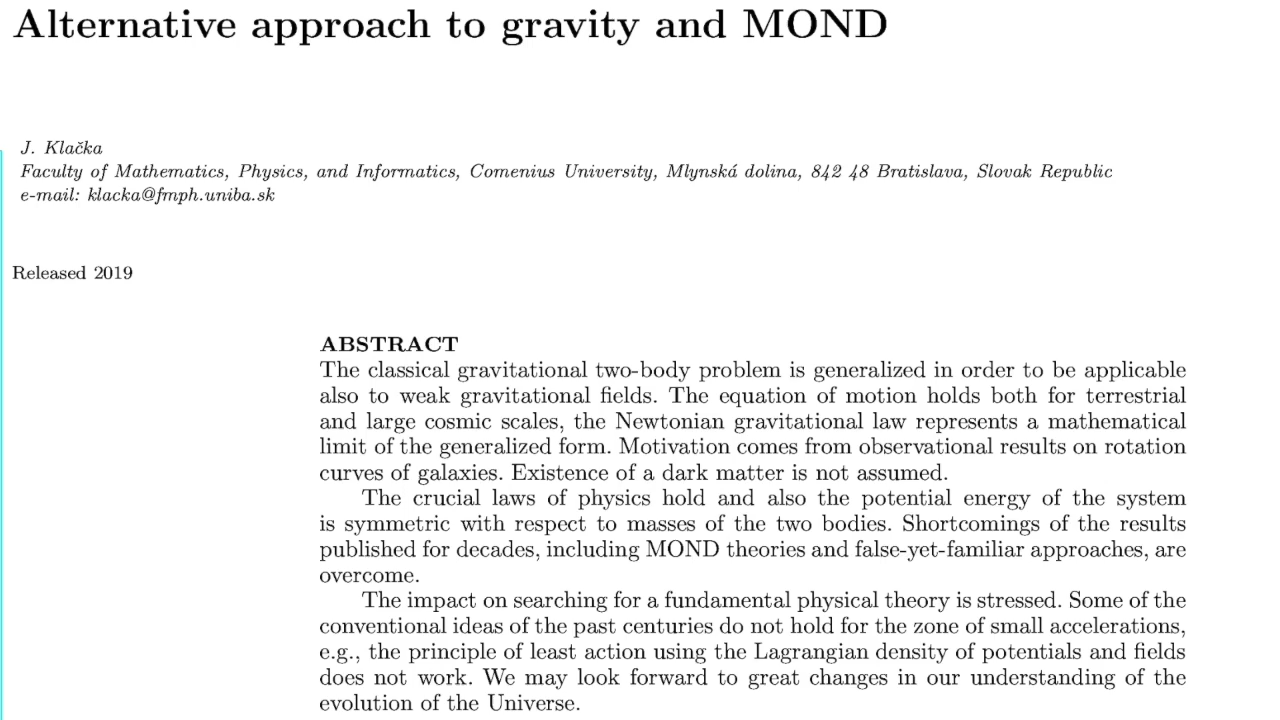 Alternative approach to gravity and MOND
J. Klačka
Faculty of Mathematics, Physics, and Informatics, Comenius University, Mlynská dolina, 842 48 Bratislava, Slovak Republic
e-mail: klacka@fmph.uniba.sk
Released 2019
ABSTRACT
The classical gravitational two-body problem is generalized in order to be applicable
also to weak gravitational fields. The equation of motion holds both for terrestrial
and large cosmic scales, the Newtonian gravitational law represents a mathematical
limit of the generalized form. Motivation comes from observational results on rotation
curves of galaxies. Existence of a dark matter is not assumed.
The crucial laws of physics hold and also the potential energy of the system
is symmetric with respect to masses of the two bodies. Shortcomings of the results
published for decades, including MOND theories and false-yet-familiar approaches, are
overcome.
The impact on searching for a fundamental physical theory is stressed. Some of the
conventional ideas of the past centuries do not hold for the zone of small accelerations,
e.g., the principle of least action using the Lagrangian density of potentials and fields
does not work. We may look forward to great changes in our understanding of the
evolution of the Universe.